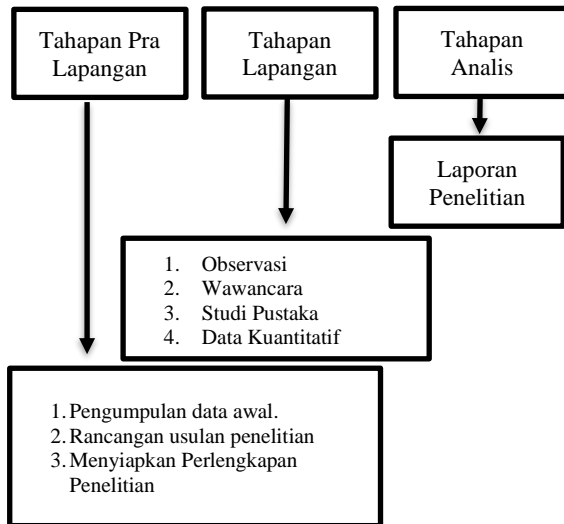 Tahapan Pra
Lapangan
Tahapan
Lapangan
Tahapan
Analis
Laporan
Penelitian
1. Observasi
2. Wawancara
3. Studi Pustaka
4. Data Kuantitatif
1. Pengumpulan data awal.
2. Rancangan usulan penelitian
3. Menyiapkan Perlengkapan
Penelitian